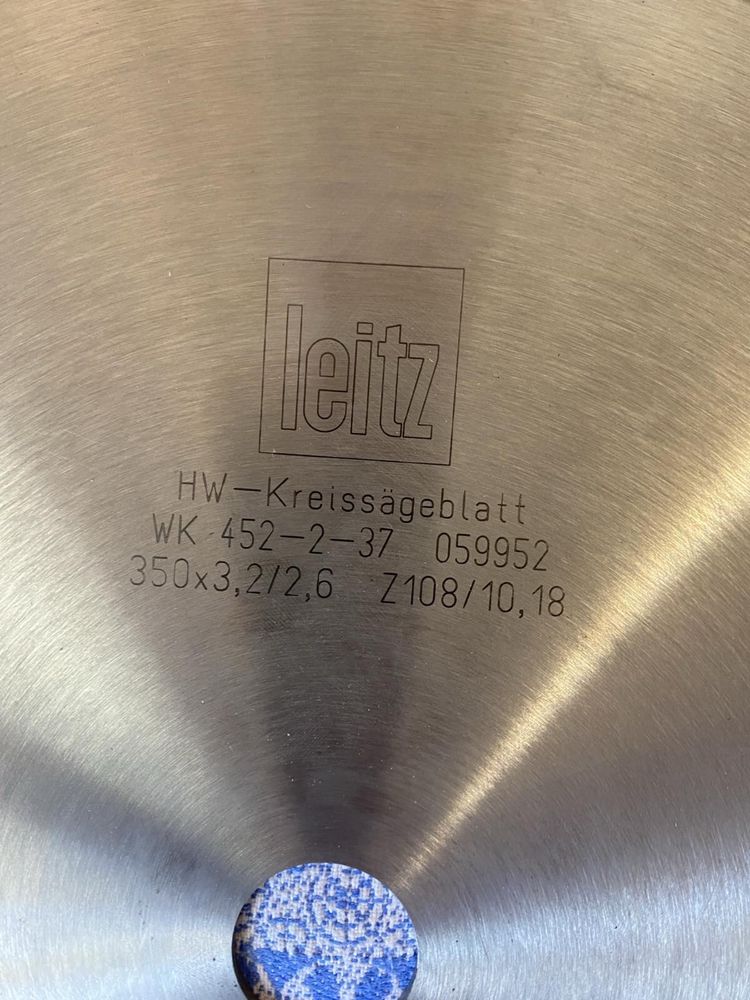 leitz
HW-Kreissägeblatt
WK 452-2-37 059952
350x3,2/2,6 Z108/10,18